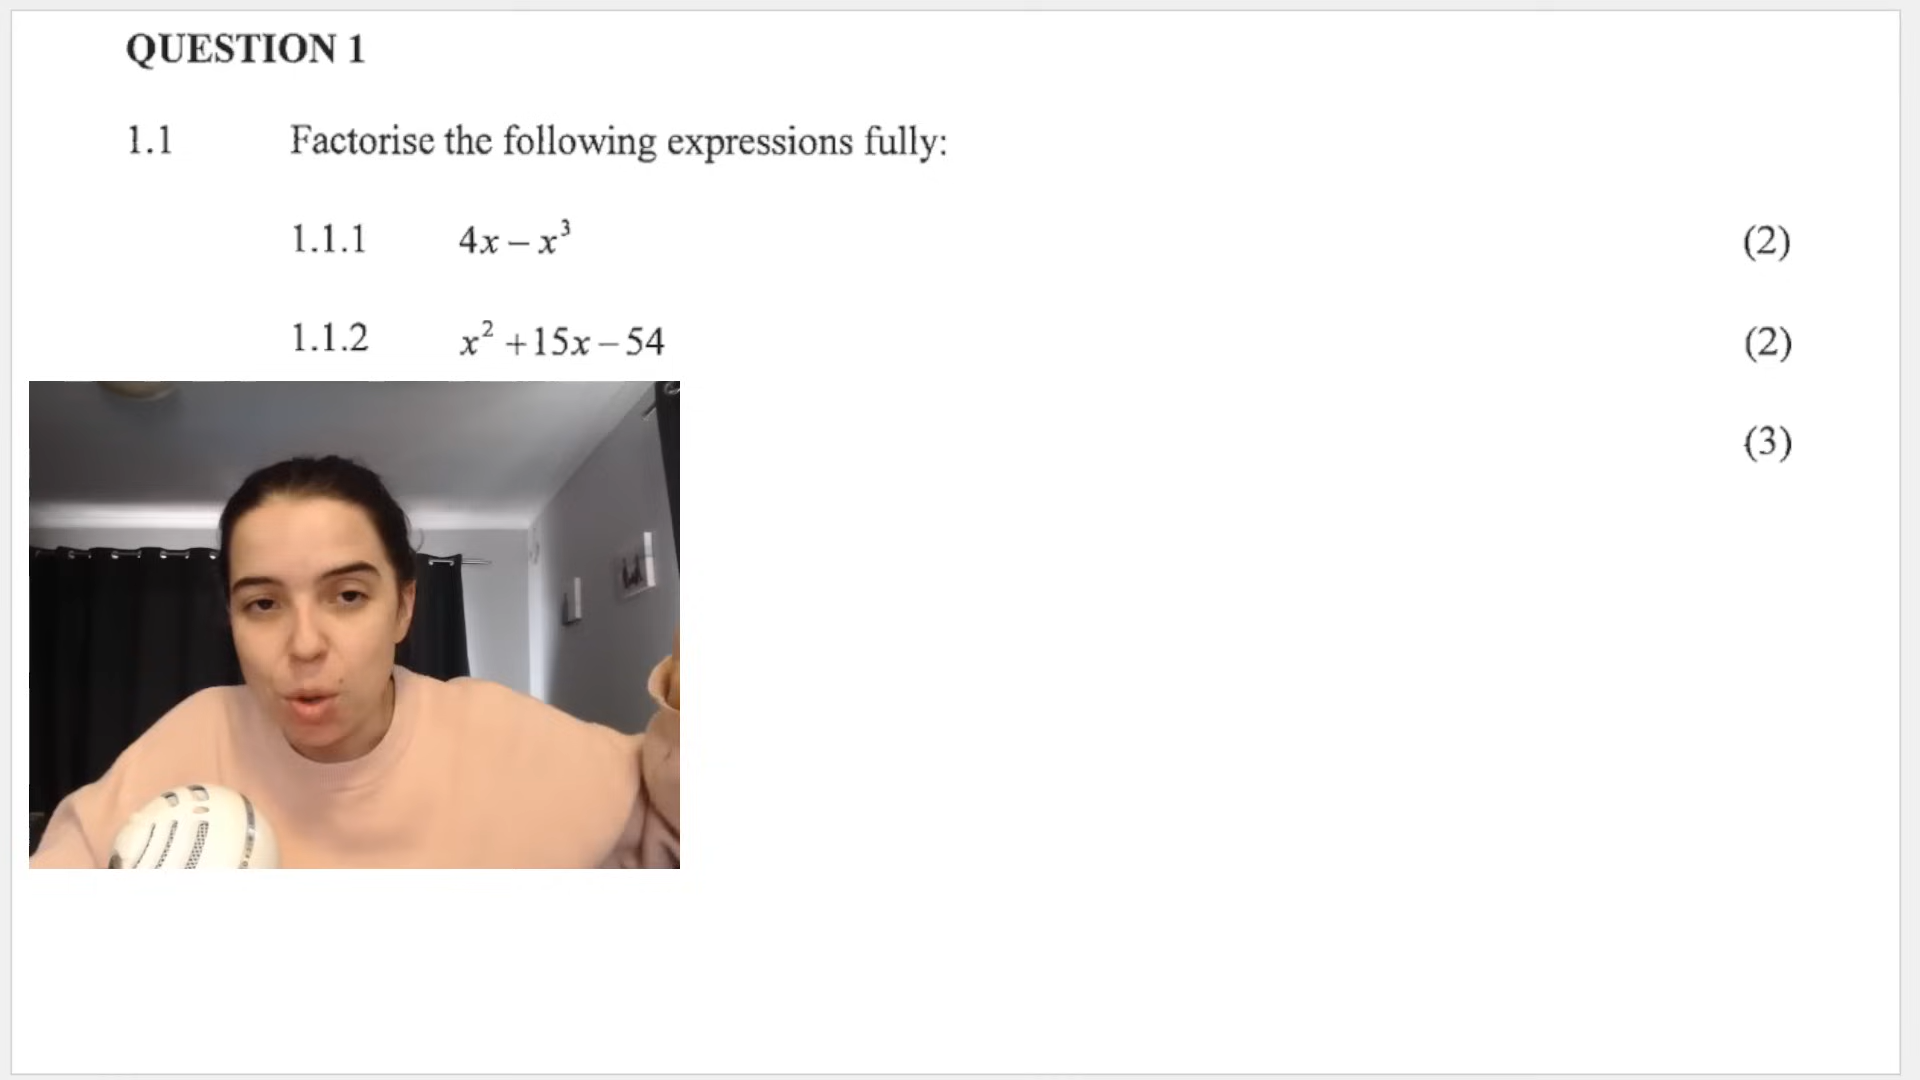 QUESTION 1
1.1 Factorise the following expressions fully:
1.1.1 4x – x³ (2)
1.1.2 x² +15x – 54 (2)
(3)